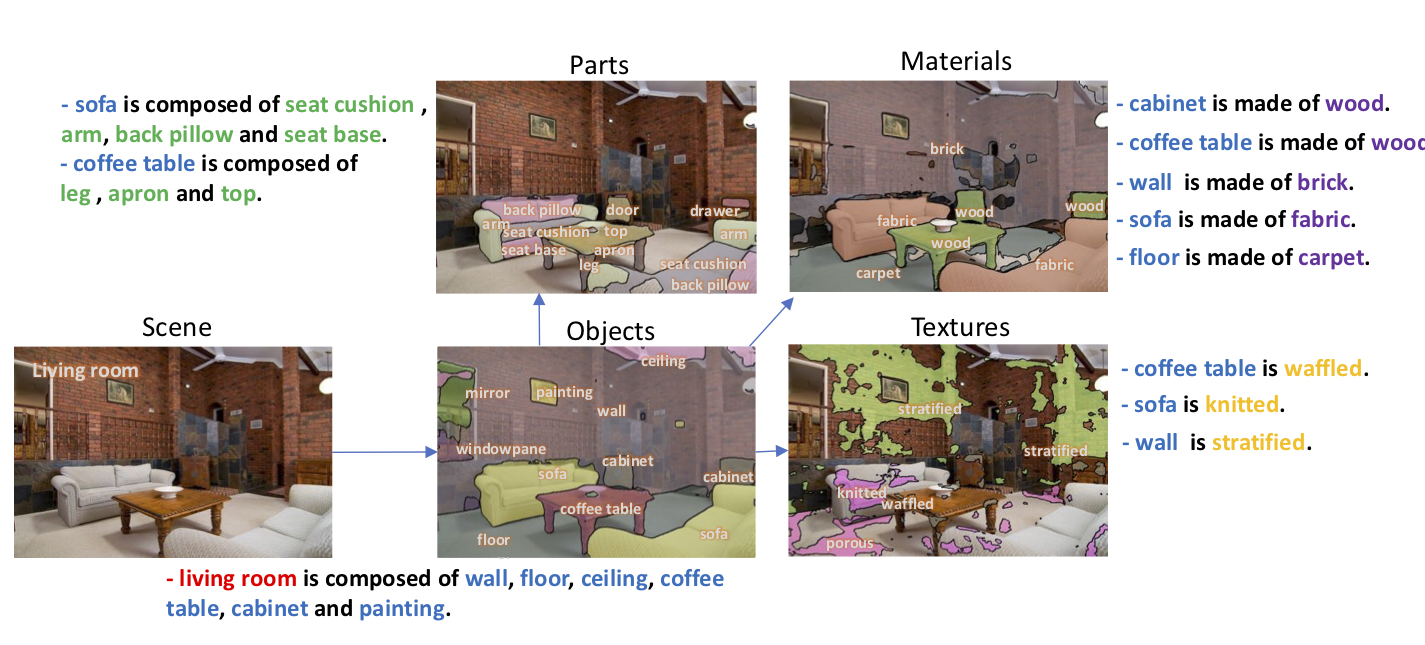 Parts
Materials
- sofa is composed of seat cushion ,
arm, back pillow and seat base.
- coffee table is composed of
leg , apron and top.
back pillow
door
drawer
arm
seat cushion
top
arm
seat base
apron
leg
seat cushion
back pillow
brick
wood
fabric
wood
wood
fabric
carpet
- cabinet is made of wood.
- coffee table is made of wood
- wall is made of brick.
- sofa is made of fabric.
- floor is made of carpet.
Scene
Objects
Textures
Living room
ceiling
mirror
painting
wall
windowpane
cabinet
sofa
cabinet
coffee table
floor
sofa
stratified
stratified
knitted
waffled
porous
- coffee table is waffled.
- sofa is knitted.
- wall is stratified.
- living room is composed of wall, floor, ceiling, coffee
table, cabinet and painting.